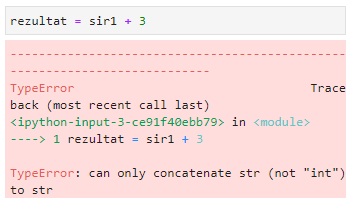 rezultat = sir1 + 3
---------------------------------------------
--------------------------
TypeError                               Trace
back (most recent call last)
<ipython-input-3-ce91f40ebb79> in <module>
----> 1 rezultat = sir1 + 3
TypeError: can only concatenate str (not "int")
to str